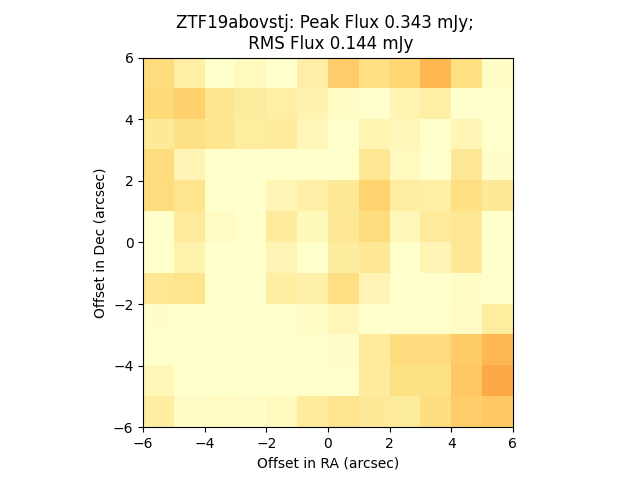 ZTF19abovstj: Peak Flux 0.343 mJy;
RMS Flux 0.144 mJy
6
4
2
0
−2
−4
−6
Offset in Dec (arcsec)
−6 −4 −2 0 2 4 6
Offset in RA (arcsec)